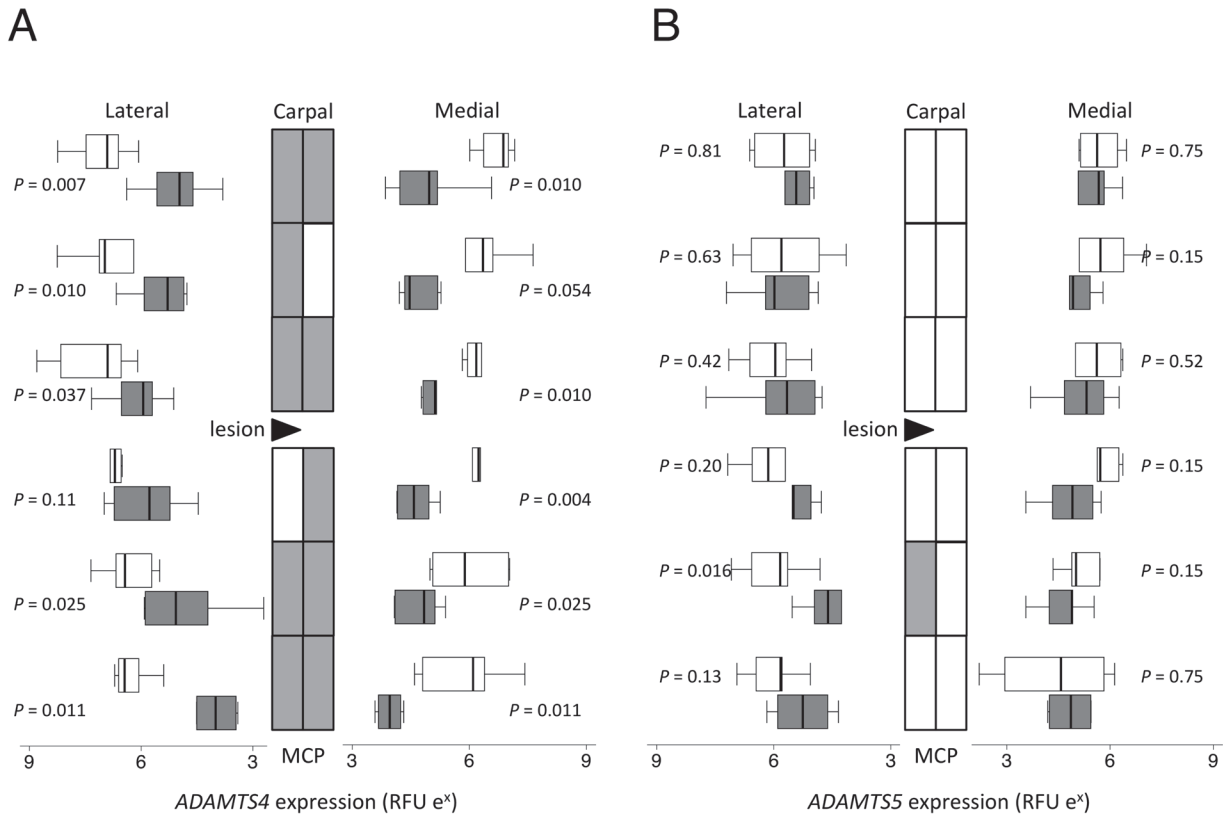 A
B
Lateral Carpal Medial
Lateral Carpal Medial
P = 0.007
P = 0.010
P = 0.81
P = 0.75
P = 0.010
P = 0.054
P = 0.63
P = 0.15
P = 0.037
P = 0.010
P = 0.42
P = 0.52
lesion
lesion
P = 0.11
P = 0.004
P = 0.20
P = 0.15
P = 0.025
P = 0.025
P = 0.016
P = 0.15
P = 0.011
P = 0.011
P = 0.13
P = 0.75
9 6 3 MCP 3 6 9
9 6 3 MCP 3 6 9
ADAMTS4 expression (RFU eˣ)
ADAMTS5 expression (RFU eˣ)